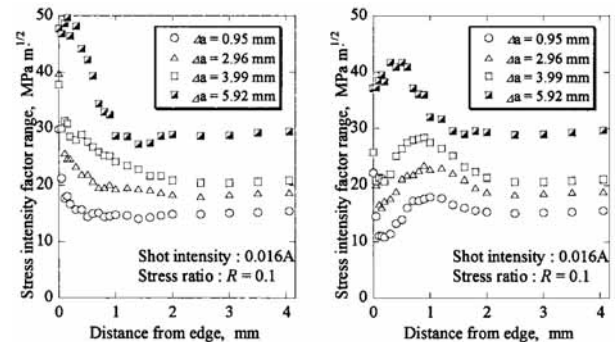 Stress intensity factor range, MPa m^1/2
50
40
30
20
10
0
0 1 2 3 4
Distance from edge, mm
Δa = 0.95 mm
Δa = 2.96 mm
Δa = 3.99 mm
Δa = 5.92 mm
Shot intensity : 0.016A
Stress ratio : R = 0.1
Stress intensity factor range, MPa m^1/2
50
40
30
20
10
0
0 1 2 3 4
Distance from edge, mm
Δa = 0.95 mm
Δa = 2.96 mm
Δa = 3.99 mm
Δa = 5.92 mm
Shot intensity : 0.016A
Stress ratio : R = 0.1